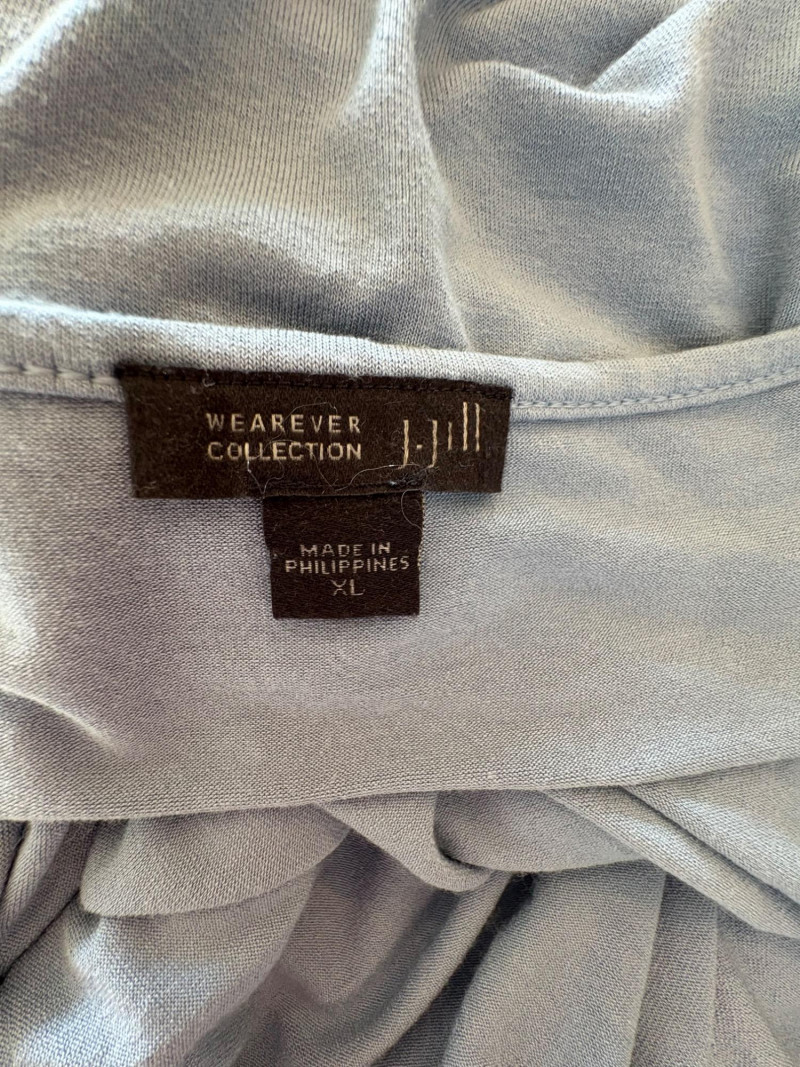 WEAREVER
COLLECTION
J.Jill
MADE IN
PHILIPPINES
XL